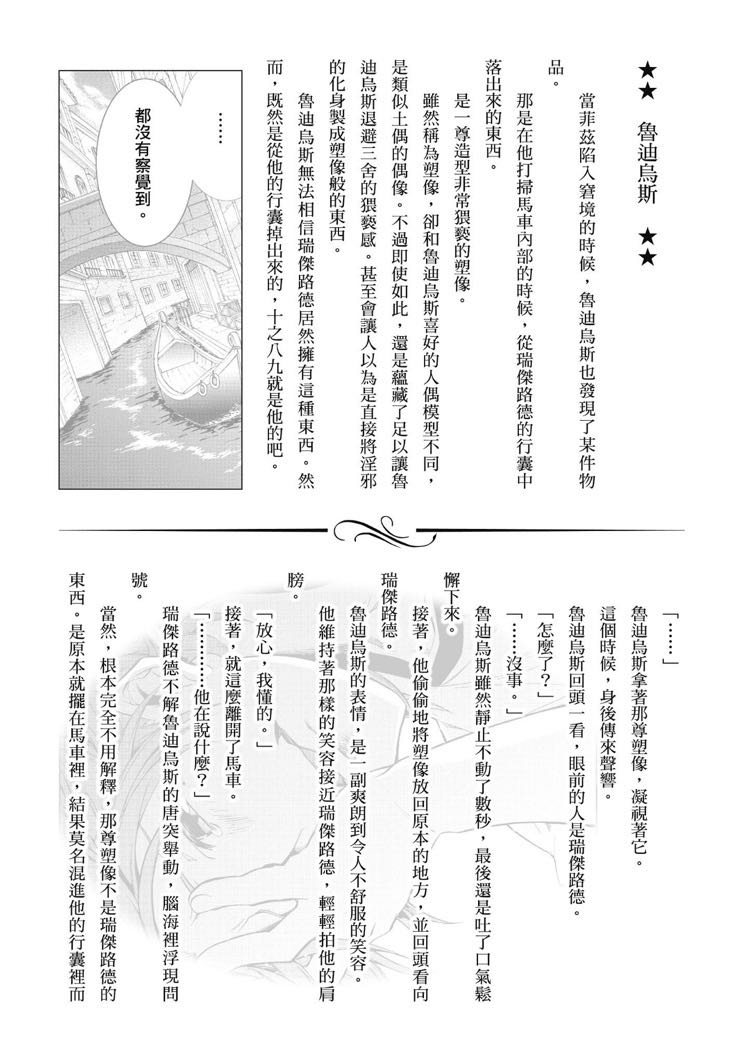 ★★　魯迪烏斯　★★
當菲茲陷入窘境的時候，魯迪烏斯也發現了某件物
品。
那是在他打掃馬車內部的時候，從瑞傑路德的行囊中
落出來的東西。
是一尊造型非常猥褻的塑像。
雖然稱為塑像，卻和魯迪烏斯喜好的人偶模型不同，
是類似土偶的偶像。不過即使如此，還是蘊藏了足以讓魯
迪烏斯退避三舍的猥褻感。甚至會讓人以為是直接將淫邪
的化身製成塑像般的東西。
魯迪烏斯無法相信瑞傑路德居然擁有這種東西。然
而，既然是從他的行囊掉出來的，十之八九就是他的吧。
……
都沒有察覺到。
「……」
魯迪烏斯拿著那尊塑像，凝視著它。
這個時候，身後傳來聲響。
魯迪烏斯回頭一看，眼前的人是瑞傑路德。
「怎麼了？」
「……沒事。」
魯迪烏斯雖然靜止不動了數秒，最後還是吐了口氣鬆
懈下來。
接著，他偷偷地將塑像放回原本的地方，並回頭看向
瑞傑路德。
魯迪烏斯的表情，是一副爽朗到令人不舒服的笑容。
他維持著那樣的笑容接近瑞傑路德，輕輕拍他的肩
膀。
「放心，我懂的。」
接著，就這麼離開了馬車。
「…………他在說什麼？」
瑞傑路德不解魯迪烏斯的唐突舉動，腦海裡浮現問
號。
當然，根本完全不用解釋，那尊塑像不是瑞傑路德的
東西。是原本就擺在馬車裡，結果莫名混進他的行囊裡而